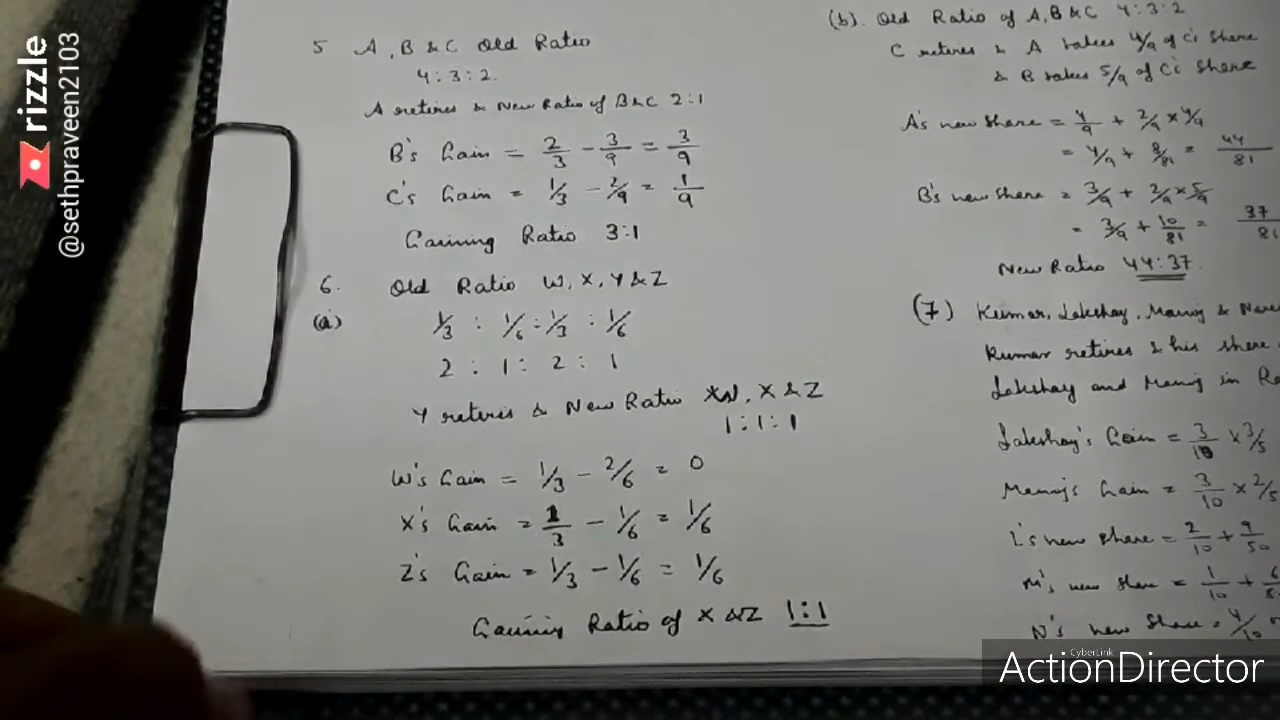 rizzle
@sethpraveen2103
5 A, B & C Old Ratio
4:3:2.
A retires & New Ratio of B&C 2:1
B's Gain = 2/3 - 3/9 = 3/9
C's Gain = 1/3 - 2/9 = 1/9
Gaining Ratio 3:1
6. Old Ratio W, X, Y & Z
(a) 1/3 : 1/6 : 1/3 : 1/6
2 : 1 : 2 : 1
Y retires & New Ratio W, X & Z
1:1:1
W's Gain = 1/3 - 2/6 = 0
X's Gain = 1/3 - 1/6 = 1/6
Z's Gain = 1/3 - 1/6 = 1/6
Gaining Ratio of X & Z 1:1
(b). Old Ratio of A, B & C 4:3:2
C retires & A takes 4/9 of C's Share
& B takes 5/9 of C's Share
A's new share = 4/9 + 2/9 × 4/9
= 4/9 + 8/81 = 44/81
B's new share = 3/9 + 2/9 × 5/9
= 3/9 + 10/81 = 37/81
New Ratio 44:37.
(7) Kumar, Lakshay, Manoj &
Kumar retires & his share
Lakshay and Manoj in
Lakshay's Gain = 3/10 × 3/5
Manoj's Gain = 3/10 × 2/5
L's new share = 2/10 + 9/50
M's new share = 1/10 +
N's new share = 4/10
CyberLink
ActionDirector